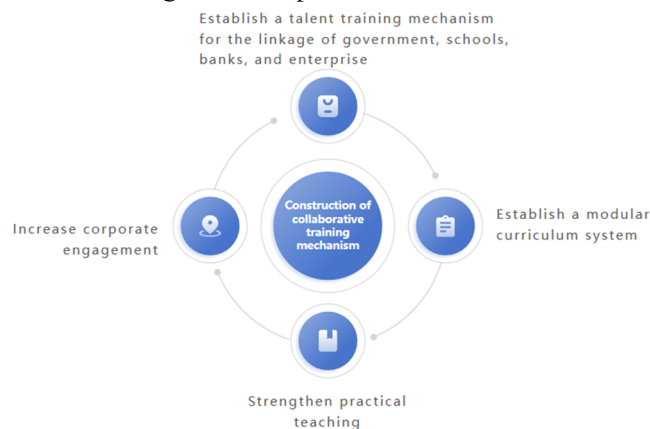 Establish a talent training mechanism
for the linkage of government, schools,
banks, and enterprise
Construction of
collaborative
training
mechanism
Increase corporate
engagement
Establish a modular
curriculum system
Strengthen practical
teaching